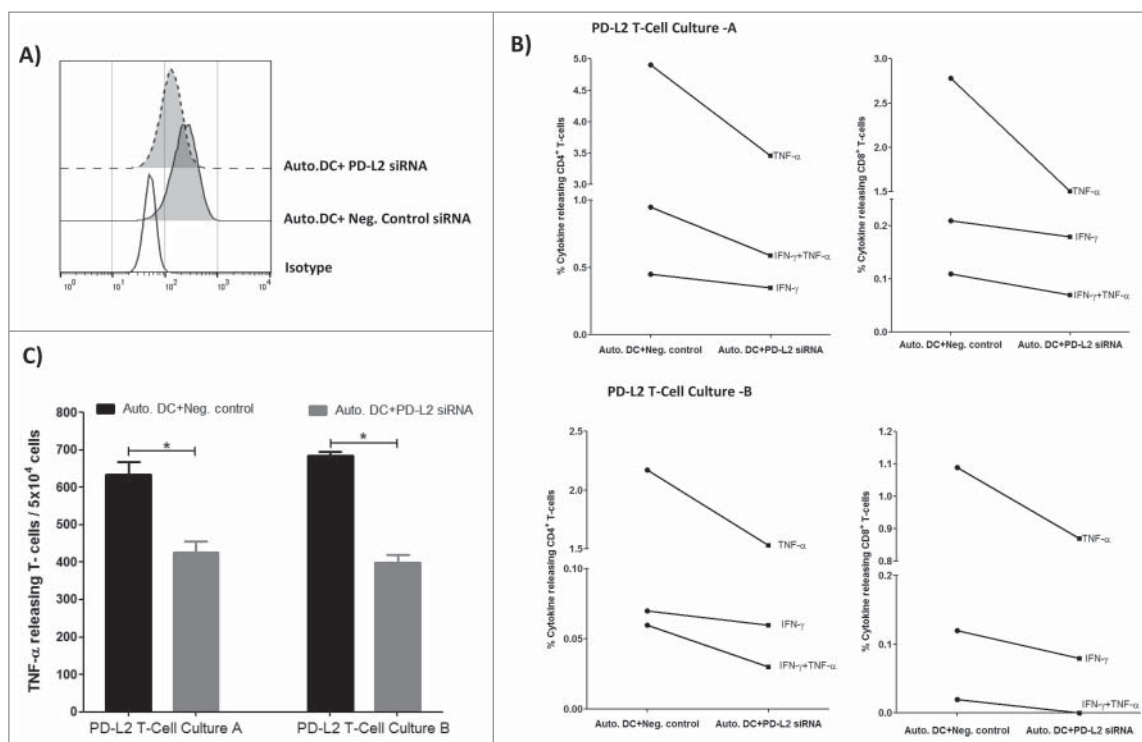 A)
Auto.DC+ PD-L2 siRNA
Auto.DC+ Neg. Control siRNA
Isotype
10⁰ 10¹ 10² 10³ 10⁴
B)
PD-L2 T-Cell Culture -A
% Cytokine releasing CD4⁺ T-cells
5.0
4.5
4.0
3.5
3.0
1.0
0.5
0.0
TNF-α
IFN-γ+TNF-α
IFN-γ
Auto. DC+Neg. control Auto. DC+PD-L2 siRNA
% Cytokine releasing CD8⁺ T-cells
3.0
2.5
2.0
1.5
0.2
0.1
0.0
TNF-α
IFN-γ
IFN-γ+TNF-α
Auto. DC+Neg. control Auto. DC+PD-L2 siRNA
PD-L2 T-Cell Culture -B
% Cytokine releasing CD4⁺ T-cells
2.5
2.0
1.5
0.10
0.05
0.00
TNF-α
IFN-γ
IFN-γ+TNF-α
Auto. DC+Neg. control Auto. DC+PD-L2 siRNA
% Cytokine releasing CD8⁺ T-cells
1.2
1.1
1.0
0.9
0.8
0.2
0.1
0.0
TNF-α
IFN-γ
IFN-γ+TNF-α
Auto. DC+Neg. control Auto. DC+PD-L2 siRNA
C)
Auto. DC+Neg. control Auto. DC+PD-L2 siRNA
TNF-α releasing T- cells / 5x10⁴ cells
800
700
600
500
400
300
200
100
0
* *
PD-L2 T-Cell Culture A PD-L2 T-Cell Culture B